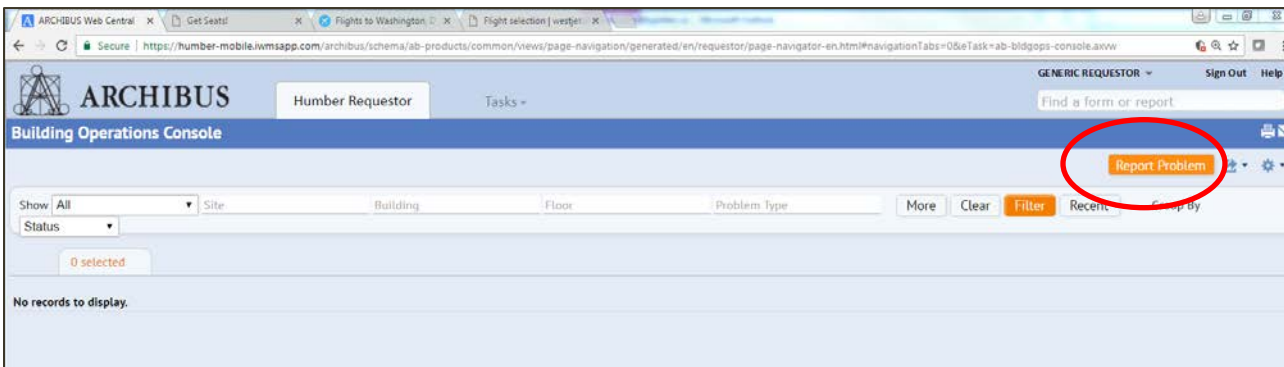 ARCHIBUS Web Central × Get Seats! × Flights to Washington, D × Flight selection | westjet ×
Secure | https://humber-mobile.iwmsapp.com/archibus/schema/ab-products/common/views/page-navigation/generated/en/requestor/page-navigator-en.html#navigationTabs=0&eTask=ab-bldgops-console.axvw
GENERIC REQUESTOR Sign Out Help
ARCHIBUS Humber Requestor Tasks Find a form or report
Building Operations Console
Report Problem
Show All Site Building Floor Problem Type More Clear Filter Recent Group By
Status
0 selected
No records to display.